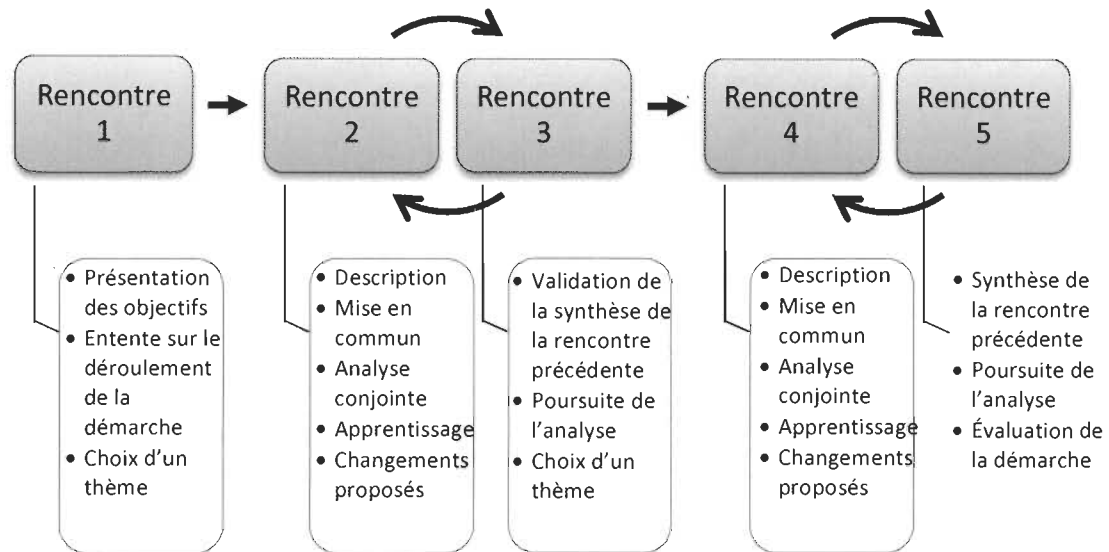 Rencontre
1
Rencontre
2
Rencontre
3
Rencontre
4
Rencontre
5
• Présentation
des objectifs
• Entente sur le
déroulement
de la
démarche
• Choix d'un
thème
• Description
• Mise en
commun
• Analyse
conjointe
• Apprentissage
• Changements
proposés
• Validation de
la synthèse de
la rencontre
précédente
• Poursuite de
l'analyse
• Choix d'un
thème
• Description
• Mise en
commun
• Analyse
conjointe
• Apprentissage
• Changements
proposés
• Synthèse de
la rencontre
précédente
• Poursuite de
l'analyse
• Évaluation de
la démarche